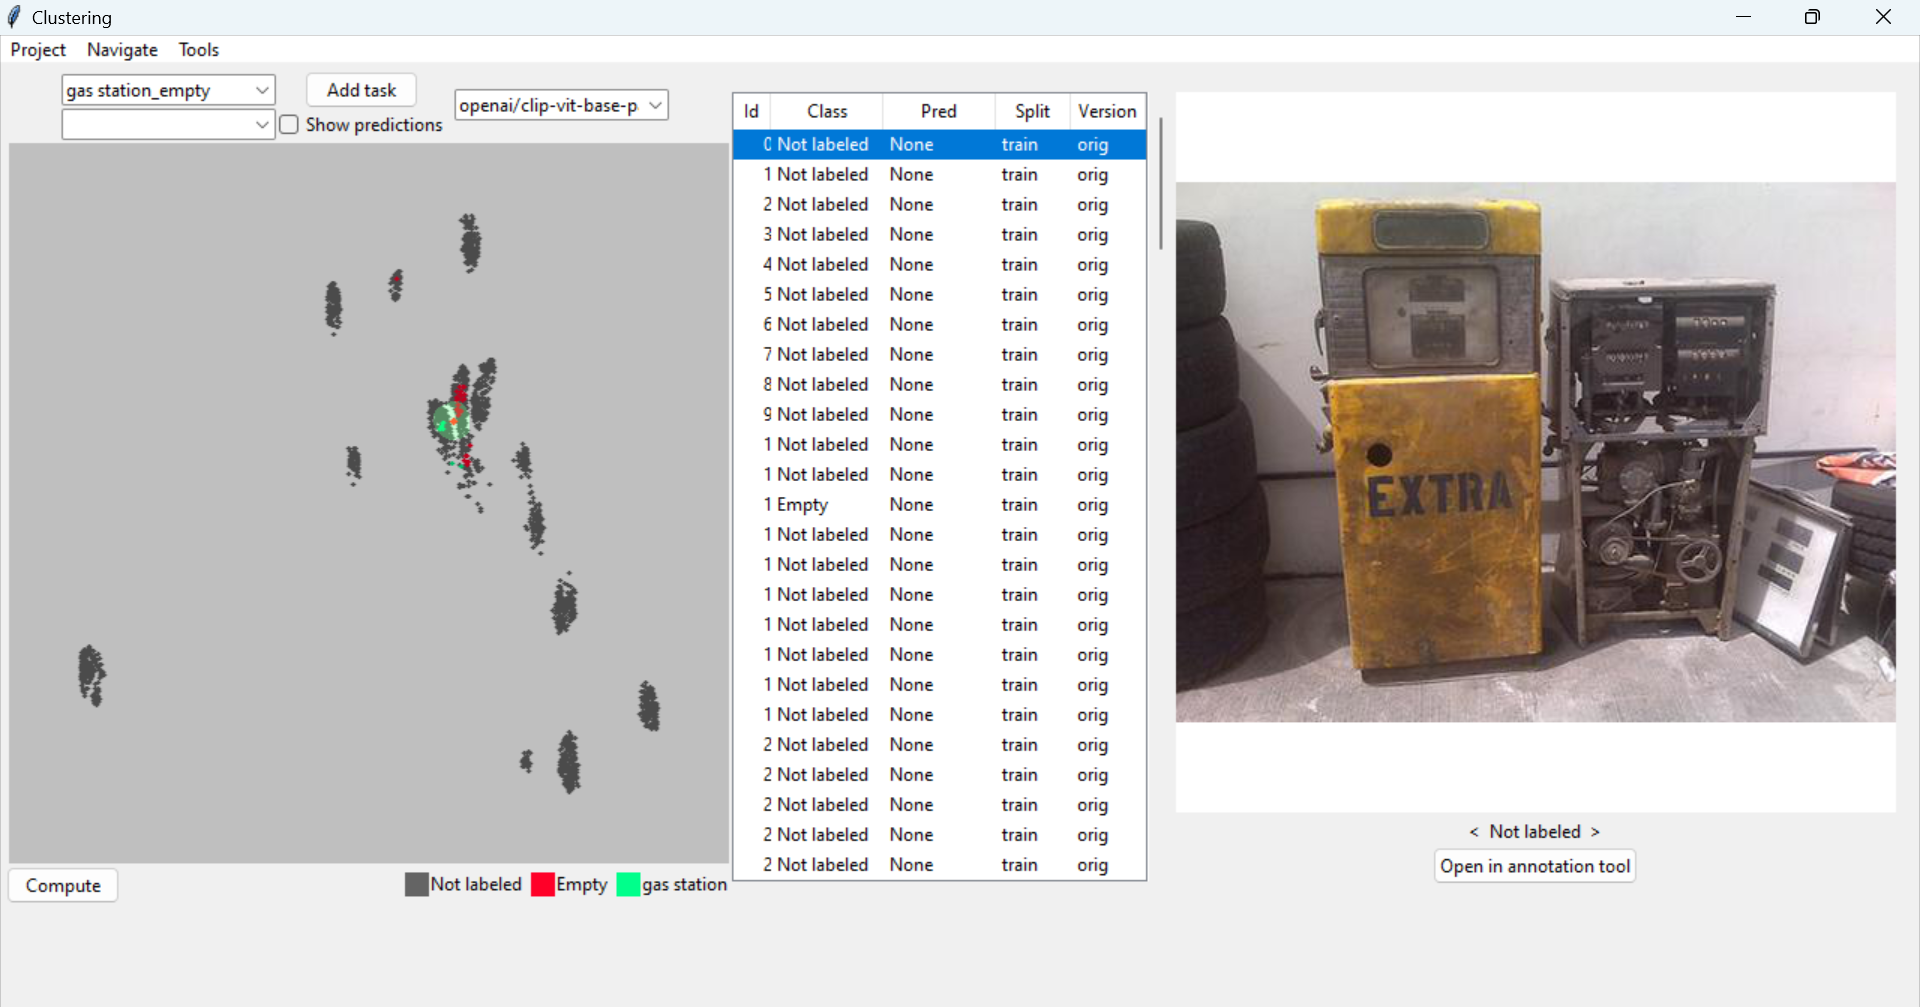 Clustering
Project Navigate Tools
gas station_empty
Add task
openai/clip-vit-base-p
Show predictions
Id Class Pred Split Version
0 Not labeled None train orig
1 Not labeled None train orig
2 Not labeled None train orig
3 Not labeled None train orig
4 Not labeled None train orig
5 Not labeled None train orig
6 Not labeled None train orig
7 Not labeled None train orig
8 Not labeled None train orig
9 Not labeled None train orig
1 Not labeled None train orig
1 Not labeled None train orig
1 Empty None train orig
1 Not labeled None train orig
1 Not labeled None train orig
1 Not labeled None train orig
1 Not labeled None train orig
1 Not labeled None train orig
1 Not labeled None train orig
1 Not labeled None train orig
2 Not labeled None train orig
2 Not labeled None train orig
2 Not labeled None train orig
2 Not labeled None train orig
2 Not labeled None train orig
EXTRA
< Not labeled >
Open in annotation tool
Compute
Not labeled Empty gas station